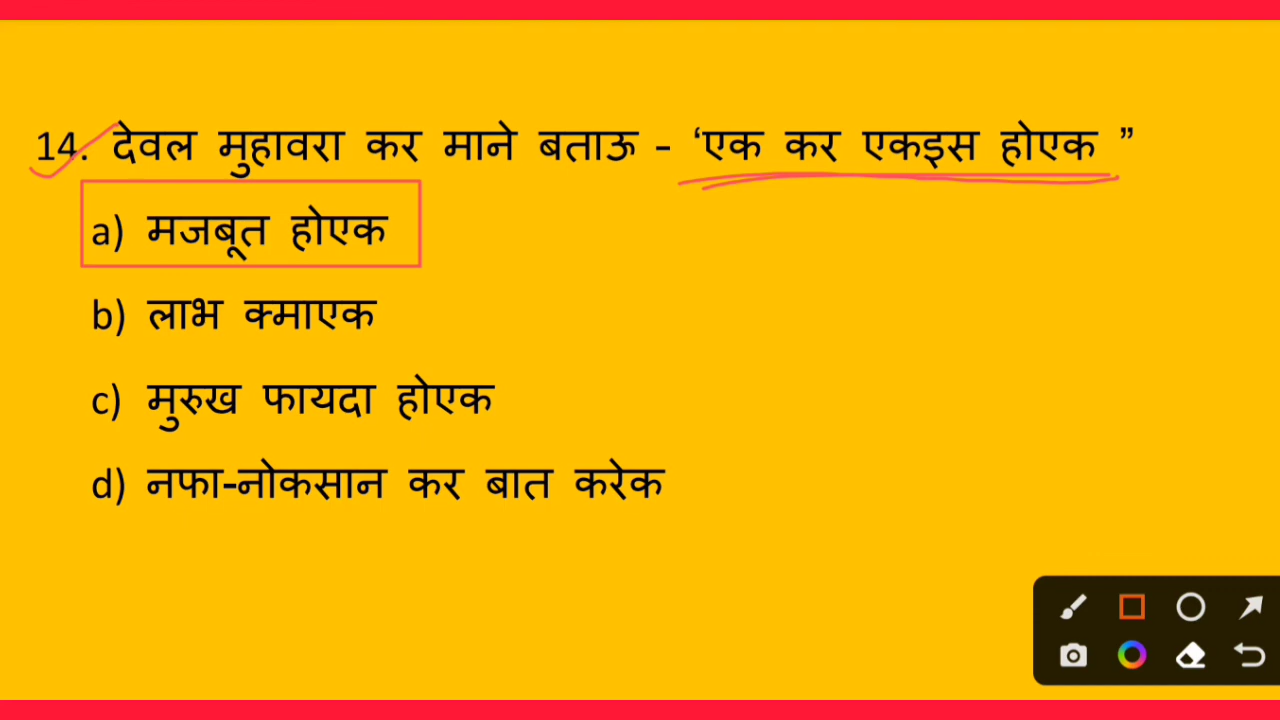 14. देवल मुहावरा कर माने बताऊ - ‘एक कर एकइस होएक ”
a) मजबूत होएक
b) लाभ क्माएक
c) मुरुख फायदा होएक
d) नफा-नोकसान कर बात करेक